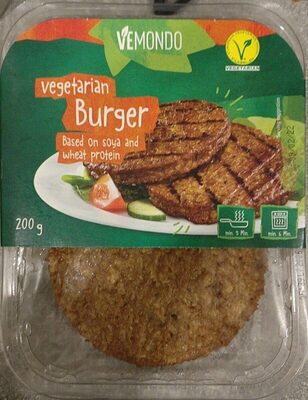 VEMONDO
VEGETARIAN
vegetarian
Burger
Based on soya and
wheat protein
200 g
min. 5 Min.
min. 6 Min.